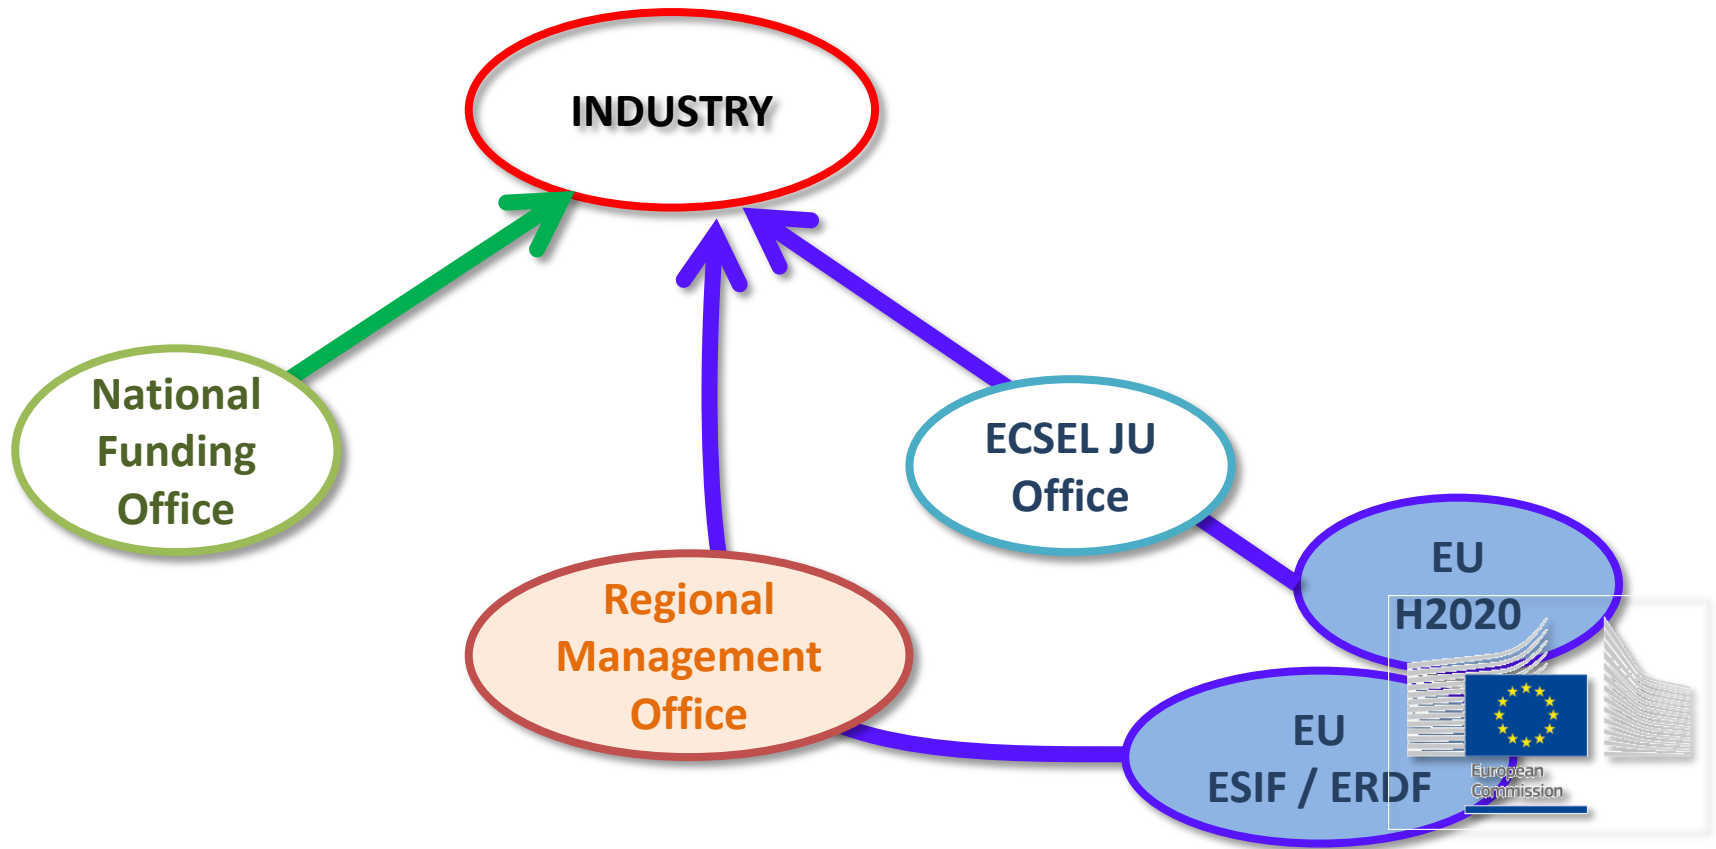 INDUSTRY
National
Funding
Office
ECSEL JU
Office
Regional
Management
Office
EU
H2020
EU
ESIF / ERDF
European
Commission